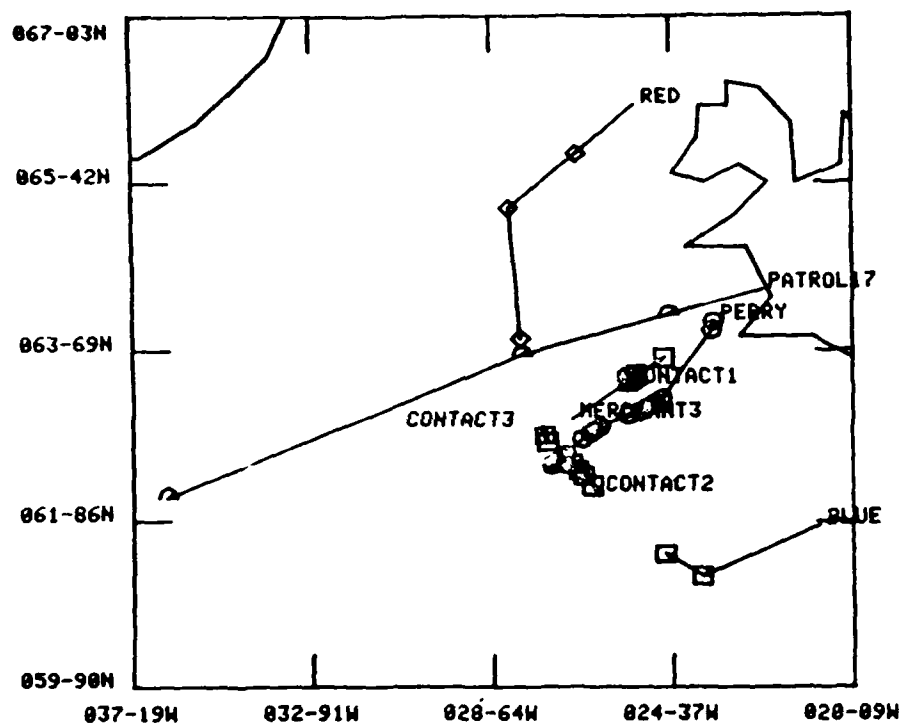 067-03N
RED
065-42N
PATROL17
PERRY
063-69N
CONTACT1
MERCHANT3
CONTACT3
CONTACT2
061-86N
BLUE
059-90N
037-19W 032-91W 028-64W 024-37W 020-09W